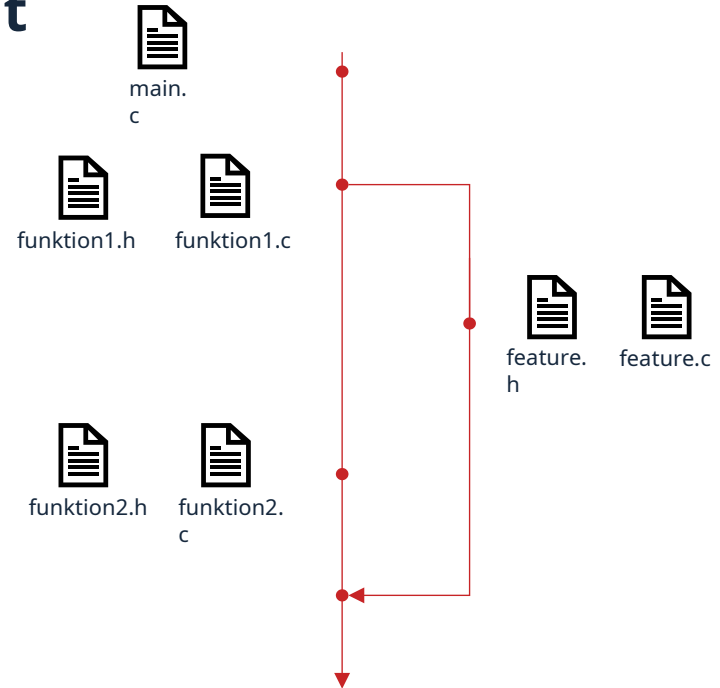 t
main.
c
funktion1.h
funktion1.c
feature.
h
feature.c
funktion2.h
funktion2.
c